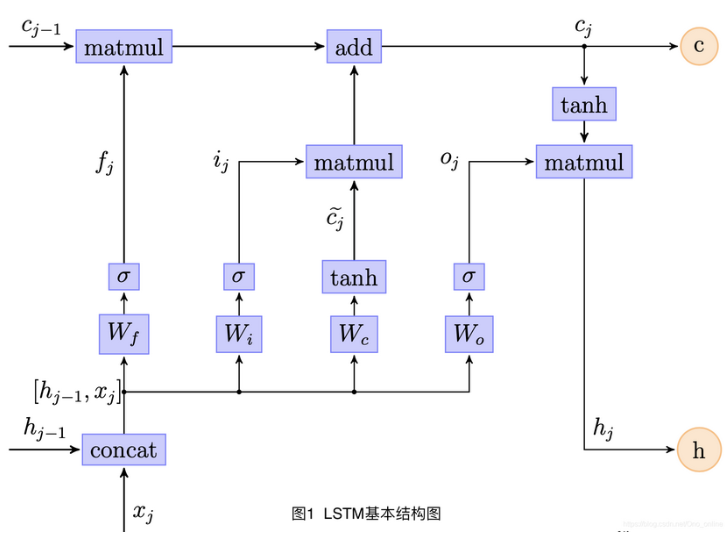 c_{j-1}
c_j
matmul
add
c
tanh
f_j
i_j
matmul
o_j
matmul
\tilde{c}_j
σ
σ
tanh
σ
W_f
W_i
W_c
W_o
[h_{j-1}, x_j]
h_{j-1}
h_j
concat
h
x_j
图1 LSTM基本结构图